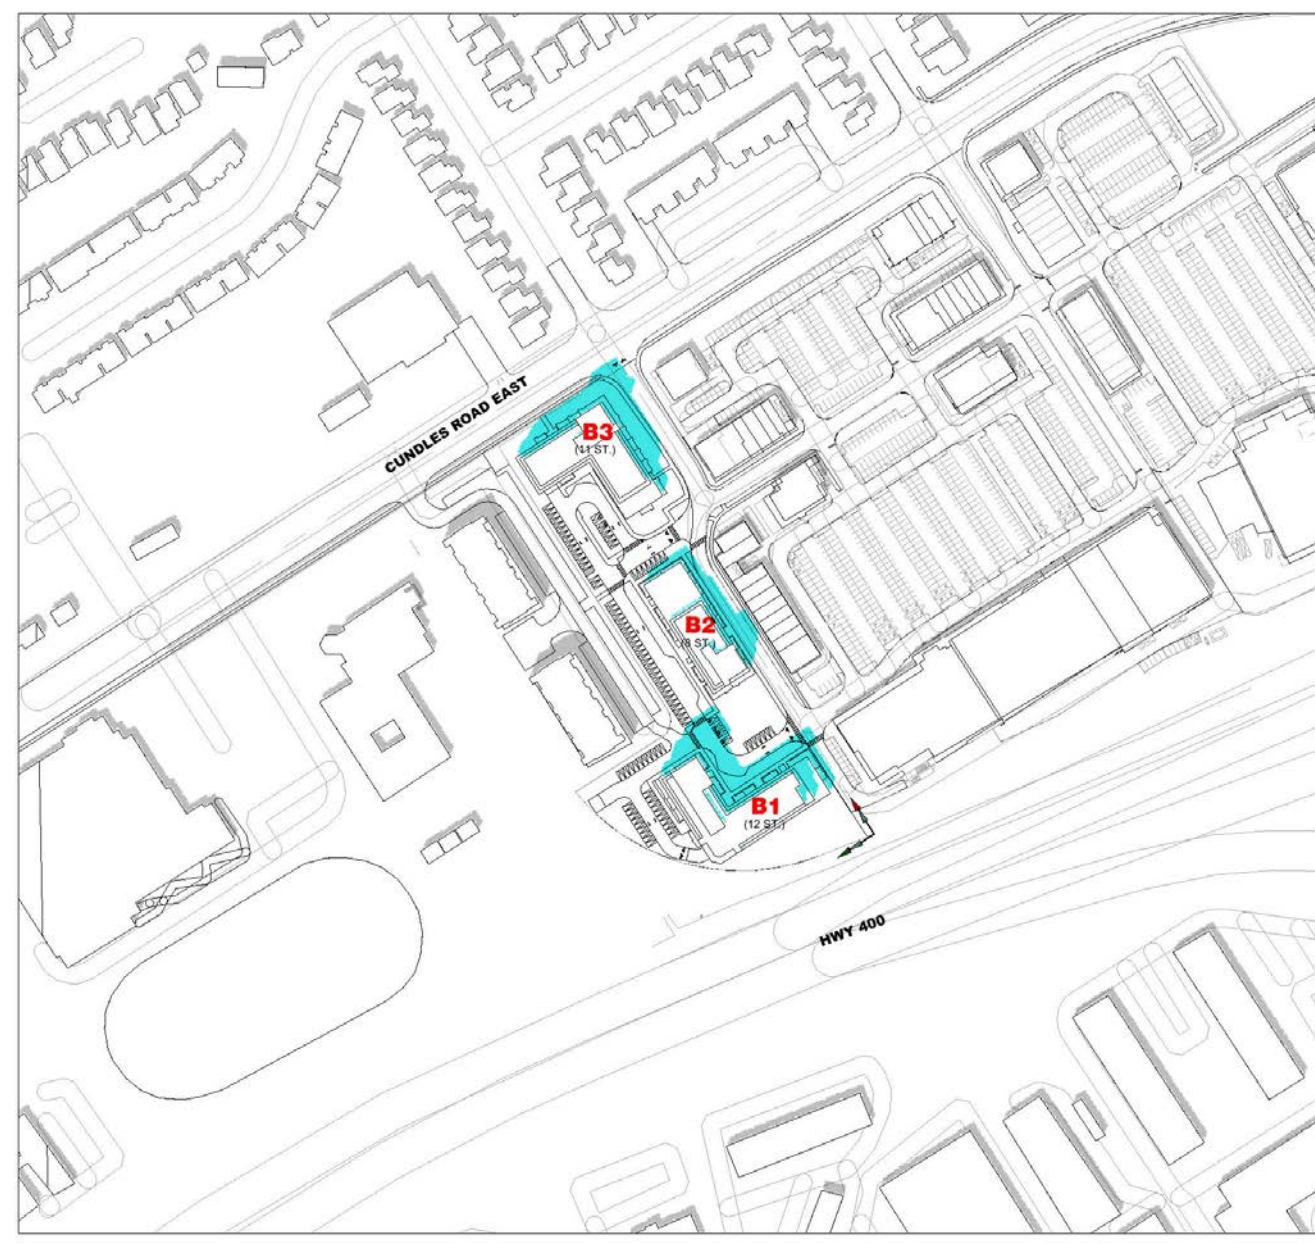 CUNDLES ROAD EAST
B3
(11 ST.)
B2
(8 ST.)
B1
(12 ST.)
HWY 400